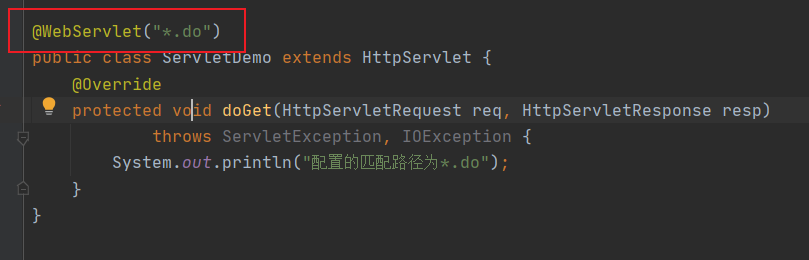 @WebServlet("*.do")
public class ServletDemo extends HttpServlet {
@Override
protected void doGet(HttpServletRequest req, HttpServletResponse resp)
throws ServletException, IOException {
System.out.println("配置的匹配路径为*.do");
}
}